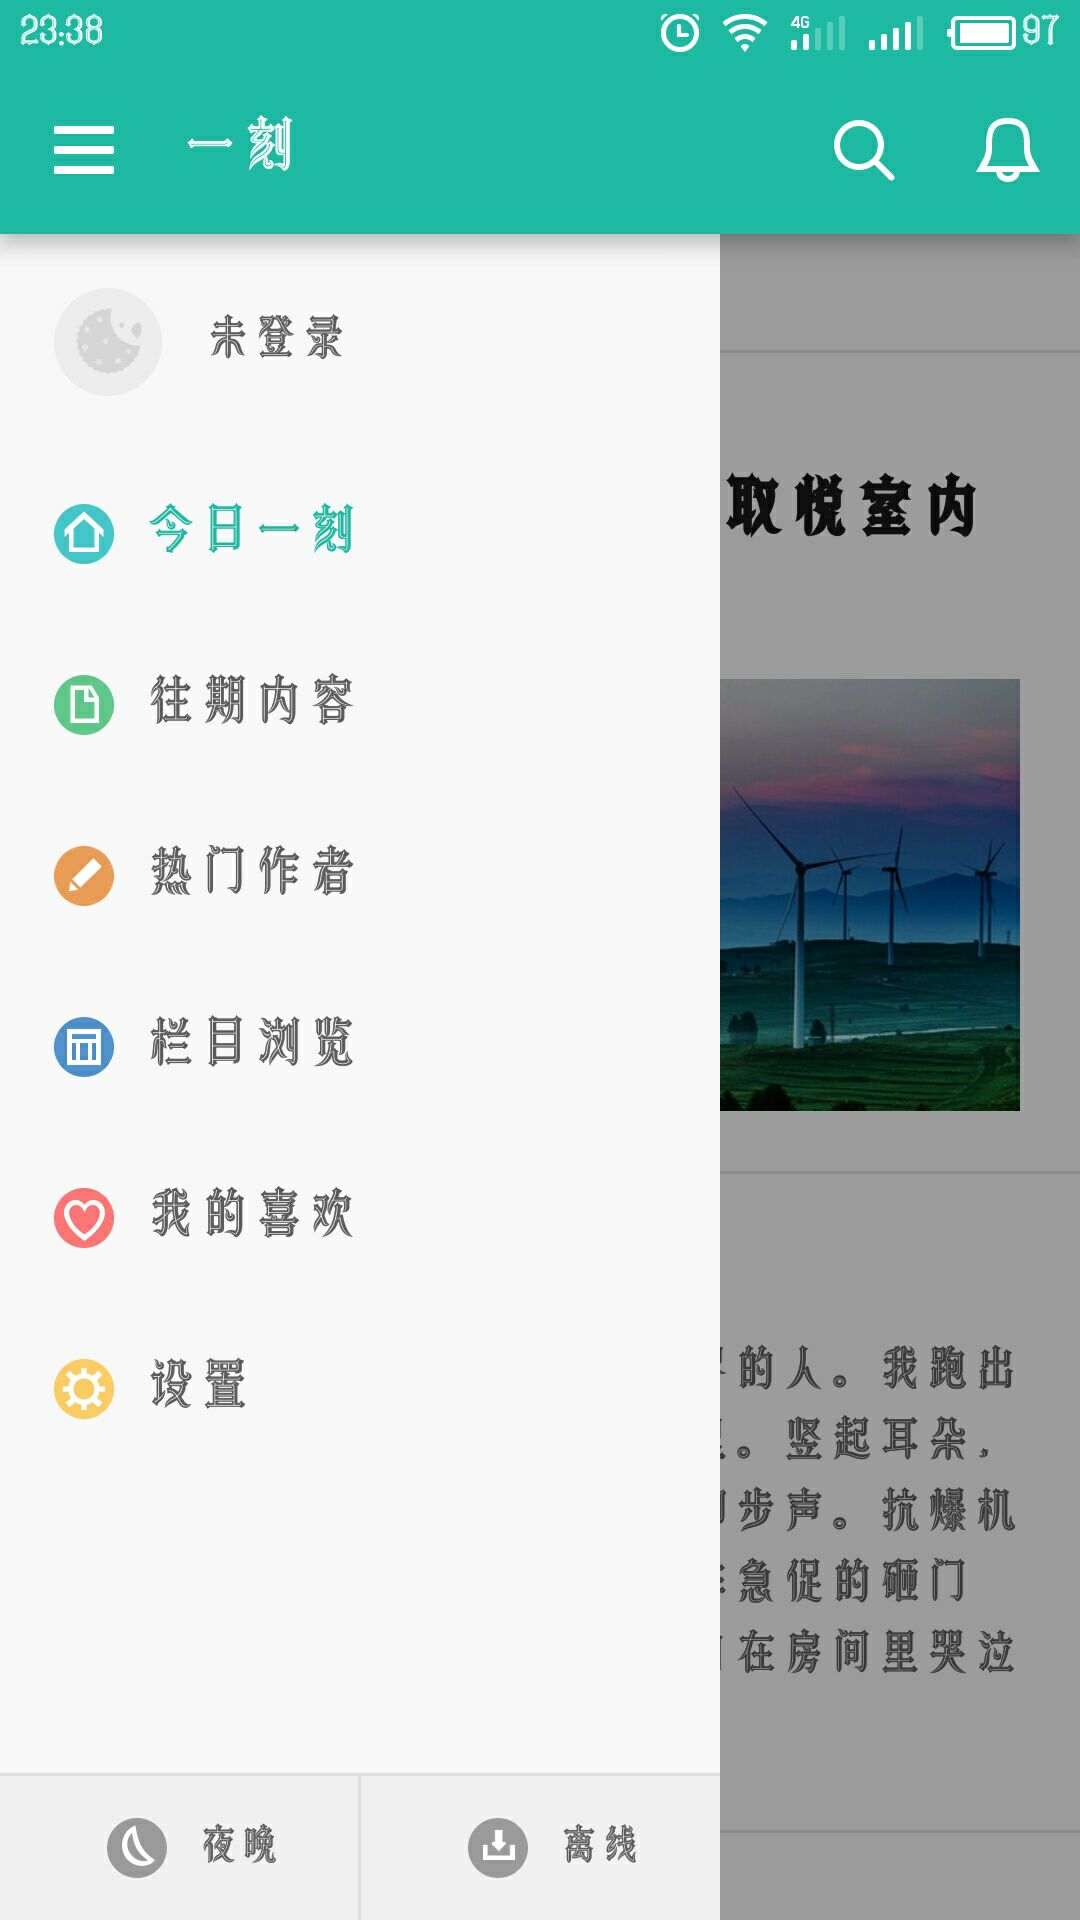 23:38
4G
97
一刻
未登录
今日一刻
往期内容
热门作者
栏目浏览
我的喜欢
设置
夜晚
离线
取悦室内
的人。我跑出
。竖起耳朵，
步声。抗爆机
急促的砸门
在房间里哭泣